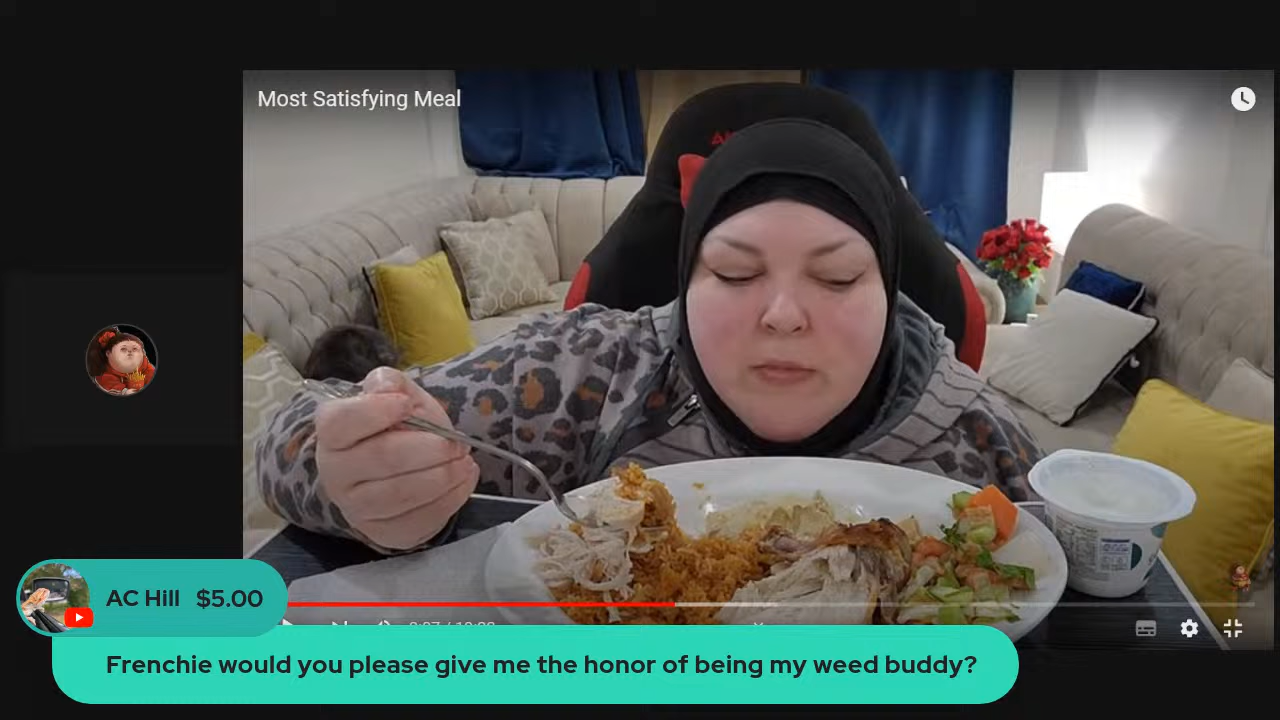 Most Satisfying Meal
AC Hill $5.00
Frenchie would you please give me the honor of being my weed buddy?